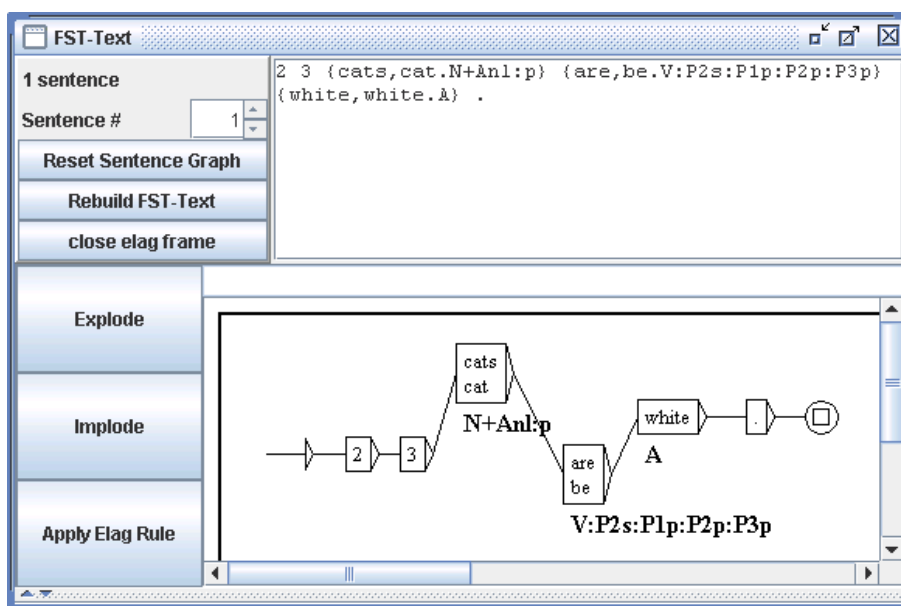 FST-Text
1 sentence
Sentence # 1
Reset Sentence Graph
Rebuild FST-Text
close elag frame
2 3 {cats,cat.N+Anl:p} {are,be.V:P2s:P1p:P2p:P3p}
{white,white.A} .
Explode
Implode
Apply Elag Rule
2
3
cats
cat
N+Anl:p
are
be
V:P2s:P1p:P2p:P3p
white
A
.